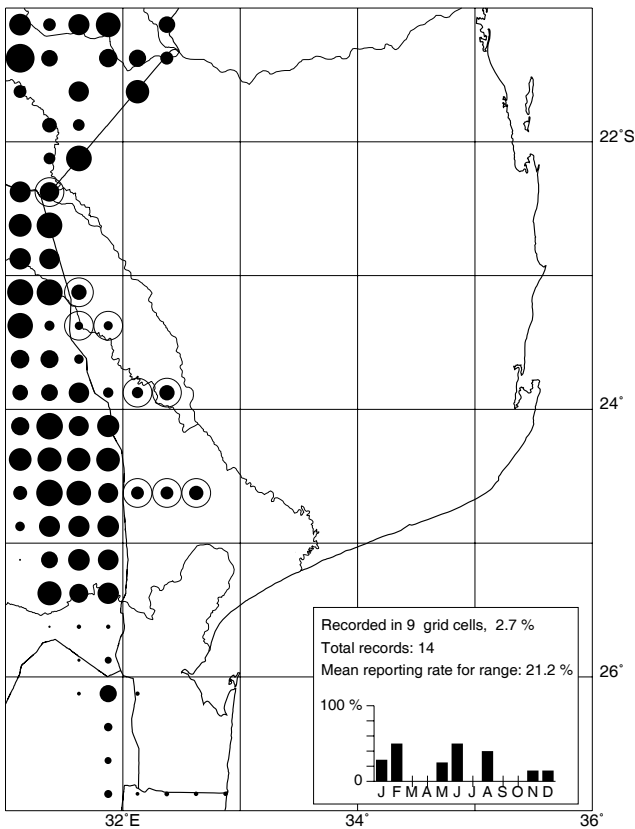 22˚S
24˚
Recorded in 9 grid cells, 2.7 %
Total records: 14
Mean reporting rate for range: 21.2 %
26˚
100 %
0
J F M A M J J A S O N D
32˚E
34˚
36˚